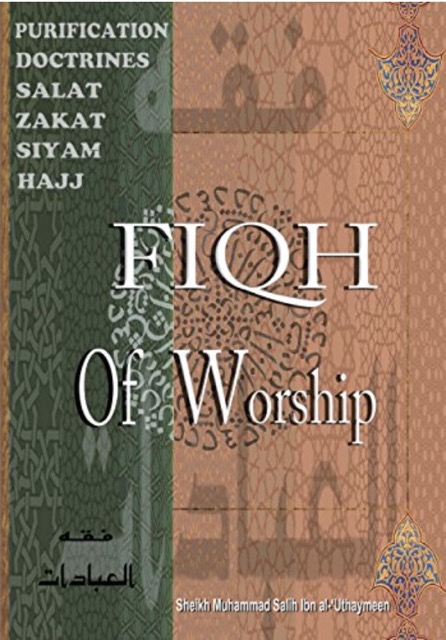 PURIFICATION
DOCTRINES
SALAT
ZAKAT
SIYAM
HAJJ
FIQH
Of Worship
فقه
العبادات
Sheikh Muhammad Salih Ibn al-'Uthaymeen